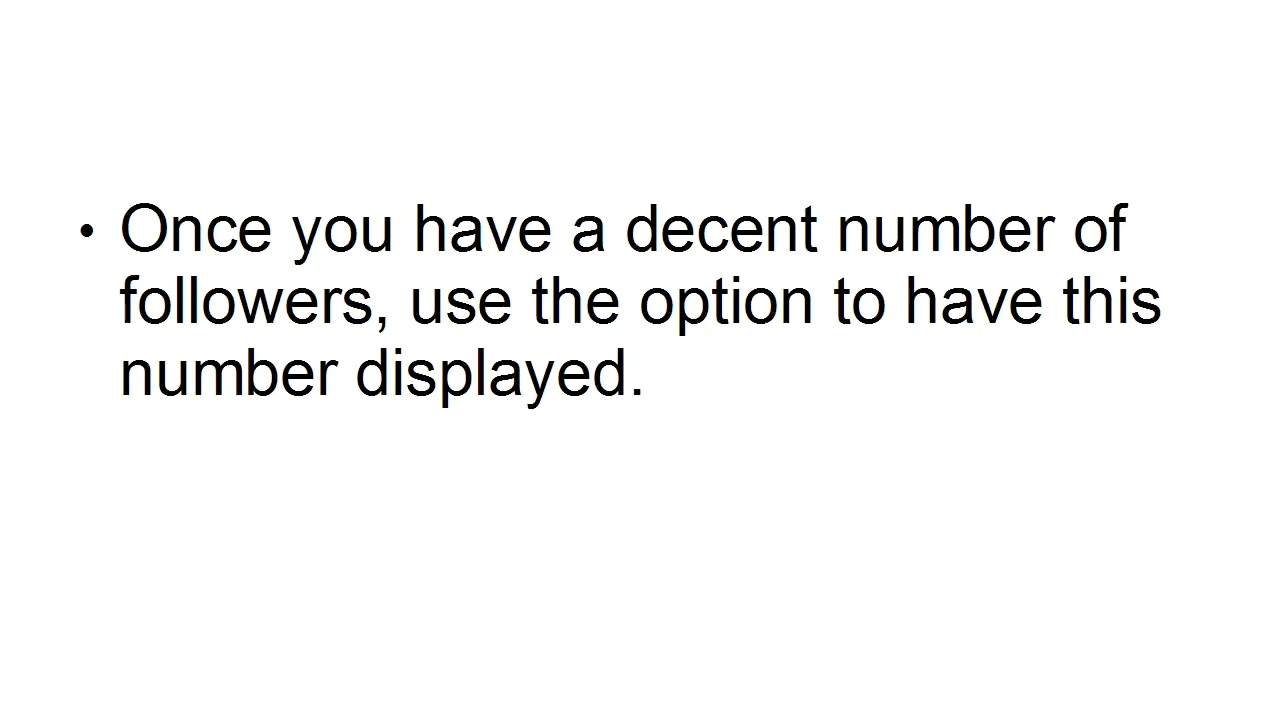 • Once you have a decent number of
followers, use the option to have this
number displayed.